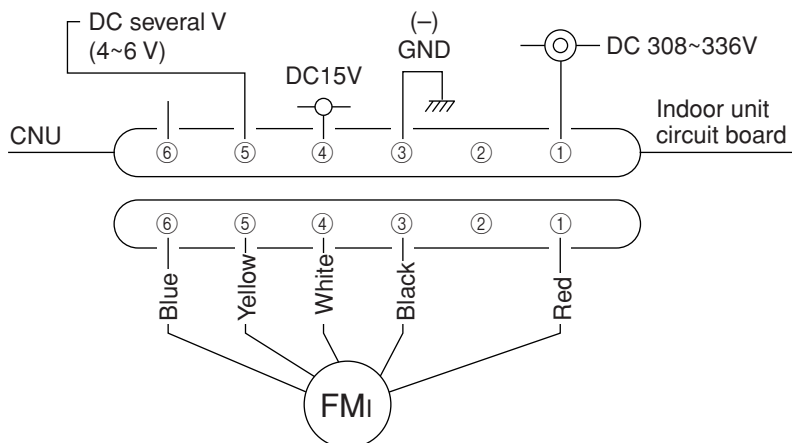 DC several V
(4~6 V)
(–)
GND
DC 308~336V
DC15V
CNU
Indoor unit
circuit board
⑥ ⑤ ④ ③ ② ①
⑥ ⑤ ④ ③ ② ①
Blue
Yellow
White
Black
Red
FMI